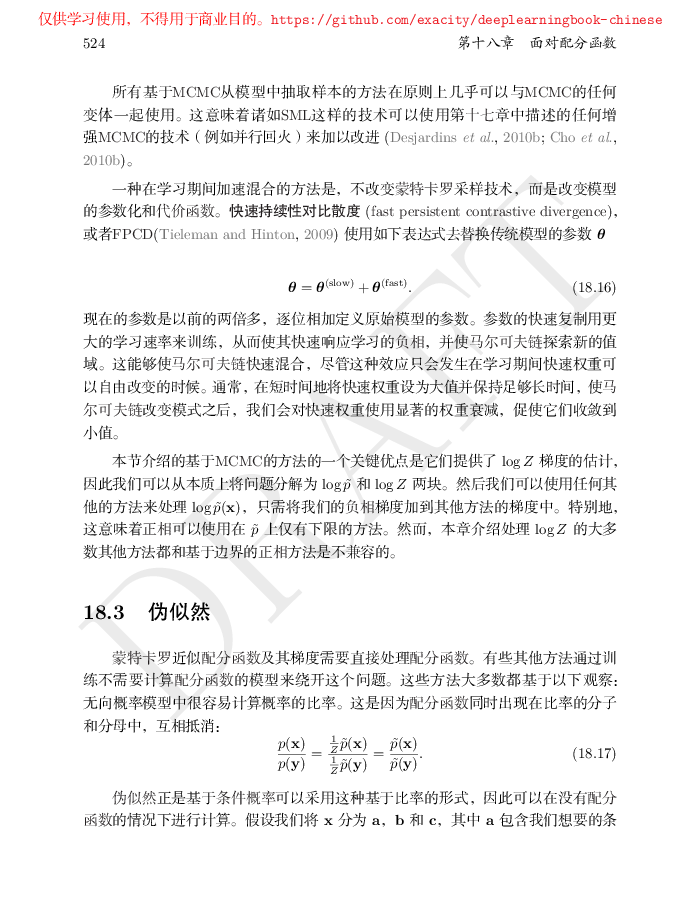 仅供学习使用，不得用于商业目的。https://github.com/exacity/deeplearningbook-chinese
524 第十八章 面对配分函数
所有基于MCMC从模型中抽取样本的方法在原则上几乎可以与MCMC的任何
变体一起使用。这意味着诸如SML这样的技术可以使用第十七章中描述的任何增
强MCMC的技术（例如并行回火）来加以改进 (Desjardins et al., 2010b; Cho et al.,
2010b)。
一种在学习期间加速混合的方法是，不改变蒙特卡罗采样技术，而是改变模型
的参数化和代价函数。快速持续性对比散度 (fast persistent contrastive divergence)，
或者FPCD(Tieleman and Hinton, 2009) 使用如下表达式去替换传统模型的参数 θ
θ = θ^(slow) + θ^(fast). (18.16)
现在的参数是以前的两倍多，逐位相加定义原始模型的参数。参数的快速复制用更
大的学习速率来训练，从而使其快速响应学习的负相，并使马尔可夫链探索新的值
域。这能够使马尔可夫链快速混合，尽管这种效应只会发生在学习期间快速权重可
以自由改变的时候。通常，在短时间地将快速权重设为大值并保持足够长时间，使马
尔可夫链改变模式之后，我们会对快速权重使用显著的权重衰减，促使它们收敛到
小值。
本节介绍的基于MCMC的方法的一个关键优点是它们提供了 log Z 梯度的估计，
因此我们可以从本质上将问题分解为 log p̃ 和 log Z 两块。然后我们可以使用任何其
他的方法来处理 log p̃(x)，只需将我们的负相梯度加到其他方法的梯度中。特别地，
这意味着正相可以使用在 p̃ 上仅有下限的方法。然而，本章介绍处理 log Z 的大多
数其他方法都和基于边界的正相方法是不兼容的。
18.3 伪似然
蒙特卡罗近似配分函数及其梯度需要直接处理配分函数。有些其他方法通过训
练不需要计算配分函数的模型来绕开这个问题。这些方法大多数都基于以下观察：
无向概率模型中很容易计算概率的比率。这是因为配分函数同时出现在比率的分子
和分母中，互相抵消：
p(x)/p(y) = (1/Z p̃(x))/(1/Z p̃(y)) = p̃(x)/p̃(y). (18.17)
伪似然正是基于条件概率可以采用这种基于比率的形式，因此可以在没有配分
函数的情况下进行计算。假设我们将 x 分为 a，b 和 c，其中 a 包含我们想要的条
DRAFT